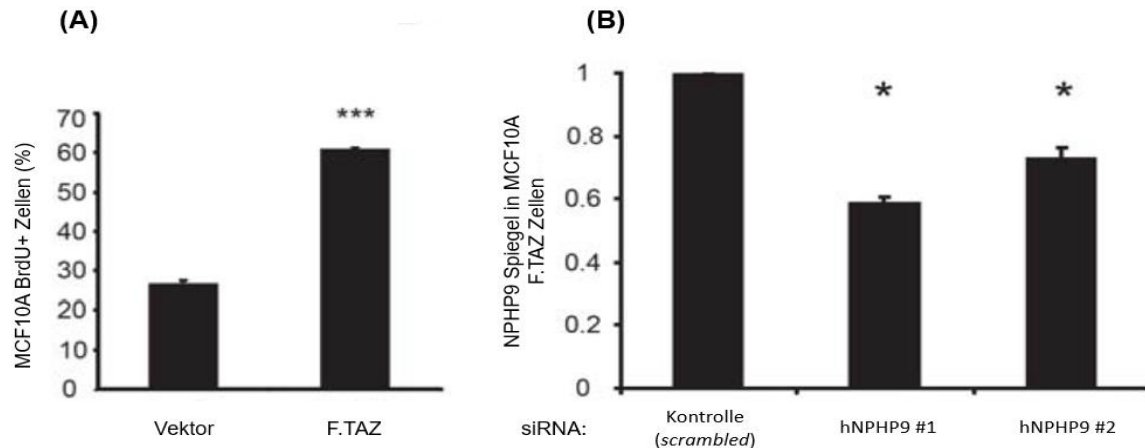 (A)
MCF10A BrdU+ Zellen (%)
70
60
50
40
30
20
10
0
***
Vektor
F.TAZ
(B)
NPHP9 Spiegel in MCF10A
F.TAZ Zellen
1
0.8
0.6
0.4
0.2
0
*
*
siRNA:
Kontrolle
(scrambled)
hNPHP9 #1
hNPHP9 #2